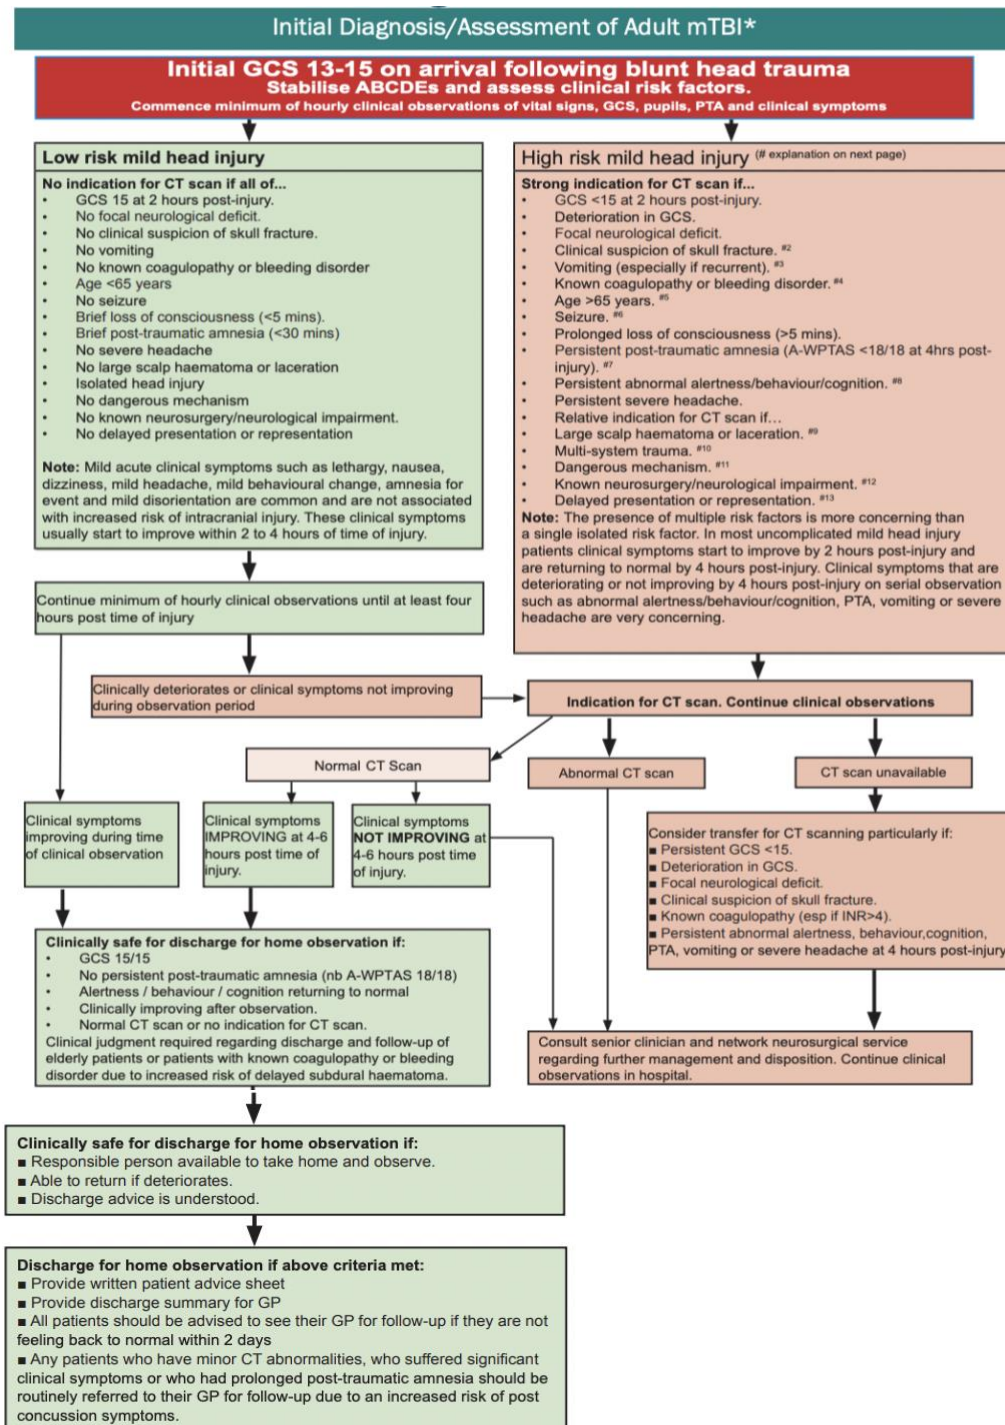 Initial Diagnosis/Assessment of Adult mTBI*
Initial GCS 13-15 on arrival following blunt head trauma
Stabilise ABCDEs and assess clinical risk factors.
Commence minimum of hourly clinical observations of vital signs, GCS, pupils, PTA and clinical symptoms
Low risk mild head injury
No indication for CT scan if all of...
• GCS 15 at 2 hours post-injury.
• No focal neurological deficit.
• No clinical suspicion of skull fracture.
• No vomiting
• No known coagulopathy or bleeding disorder
• Age <65 years
• No seizure
• Brief loss of consciousness (<5 mins).
• Brief post-traumatic amnesia (<30 mins)
• No severe headache
• No large scalp haematoma or laceration
• Isolated head injury
• No dangerous mechanism
• No known neurosurgery/neurological impairment.
• No delayed presentation or representation
Note: Mild acute clinical symptoms such as lethargy, nausea,
dizziness, mild headache, mild behavioural change, amnesia for
event and mild disorientation are common and are not associated
with increased risk of intracranial injury. These clinical symptoms
usually start to improve within 2 to 4 hours of time of injury.
High risk mild head injury (# explanation on next page)
Strong indication for CT scan if...
• GCS <15 at 2 hours post-injury.
• Deterioration in GCS.
• Focal neurological deficit.
• Clinical suspicion of skull fracture. #2
• Vomiting (especially if recurrent). #3
• Known coagulopathy or bleeding disorder. #4
• Age >65 years. #5
• Seizure. #6
• Prolonged loss of consciousness (>5 mins).
• Persistent post-traumatic amnesia (A-WPTAS <18/18 at 4hrs post-
injury). #7
• Persistent abnormal alertness/behaviour/cognition. #8
• Persistent severe headache.
• Relative indication for CT scan if…
• Large scalp haematoma or laceration. #9
• Multi-system trauma. #10
• Dangerous mechanism. #11
• Known neurosurgery/neurological impairment. #12
• Delayed presentation or representation. #13
Note: The presence of multiple risk factors is more concerning than
a single isolated risk factor. In most uncomplicated mild head injury
patients clinical symptoms start to improve by 2 hours post-injury and
are returning to normal by 4 hours post-injury. Clinical symptoms that are
deteriorating or not improving by 4 hours post-injury on serial observation
such as abnormal alertness/behaviour/cognition, PTA, vomiting or severe
headache are very concerning.
Continue minimum of hourly clinical observations until at least four
hours post time of injury
Clinically deteriorates or clinical symptoms not improving
during observation period
Indication for CT scan. Continue clinical observations
Normal CT Scan
Abnormal CT scan
CT scan unavailable
Clinical symptoms
improving during time
of clinical observation
Clinical symptoms
IMPROVING at 4-6
hours post time of
injury.
Clinical symptoms
NOT IMPROVING at
4-6 hours post time
of injury.
Consider transfer for CT scanning particularly if:
■ Persistent GCS <15.
■ Deterioration in GCS.
■ Focal neurological deficit.
■ Clinical suspicion of skull fracture.
■ Known coagulopathy (esp if INR>4).
■ Persistent abnormal alertness, behaviour,cognition,
PTA, vomiting or severe headache at 4 hours post-injury
Clinically safe for discharge for home observation if:
• GCS 15/15
• No persistent post-traumatic amnesia (nb A-WPTAS 18/18)
• Alertness / behaviour / cognition returning to normal
• Clinically improving after observation.
• Normal CT scan or no indication for CT scan.
Clinical judgment required regarding discharge and follow-up of
elderly patients or patients with known coagulopathy or bleeding
disorder due to increased risk of delayed subdural haematoma.
Consult senior clinician and network neurosurgical service
regarding further management and disposition. Continue clinical
observations in hospital.
Clinically safe for discharge for home observation if:
■ Responsible person available to take home and observe.
■ Able to return if deteriorates.
■ Discharge advice is understood.
Discharge for home observation if above criteria met:
■ Provide written patient advice sheet
■ Provide discharge summary for GP
■ All patients should be advised to see their GP for follow-up if they are not
feeling back to normal within 2 days
■ Any patients who have minor CT abnormalities, who suffered significant
clinical symptoms or who had prolonged post-traumatic amnesia should be
routinely referred to their GP for follow-up due to an increased risk of post
concussion symptoms.